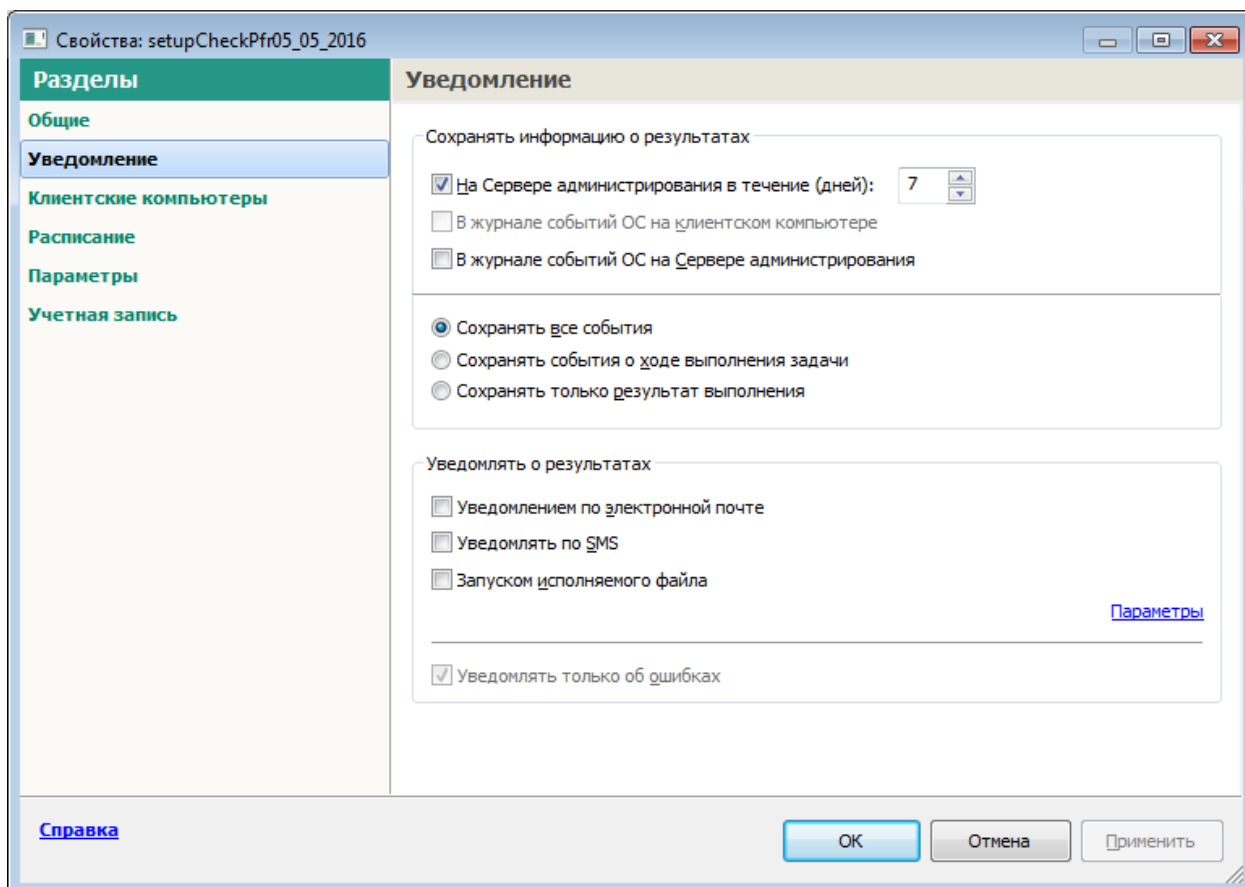 Свойства: setupCheckPfr05_05_2016
Разделы
Общие
Уведомление
Клиентские компьютеры
Расписание
Параметры
Учетная запись
Уведомление
Сохранять информацию о результатах
На Сервере администрирования в течение (дней): 7
В журнале событий ОС на клиентском компьютере
В журнале событий ОС на Сервере администрирования
Сохранять все события
Сохранять события о ходе выполнения задачи
Сохранять только результат выполнения
Уведомлять о результатах
Уведомлением по электронной почте
Уведомлять по SMS
Запуском исполняемого файла
Параметры
Уведомлять только об ошибках
Справка
ОК
Отмена
Применить